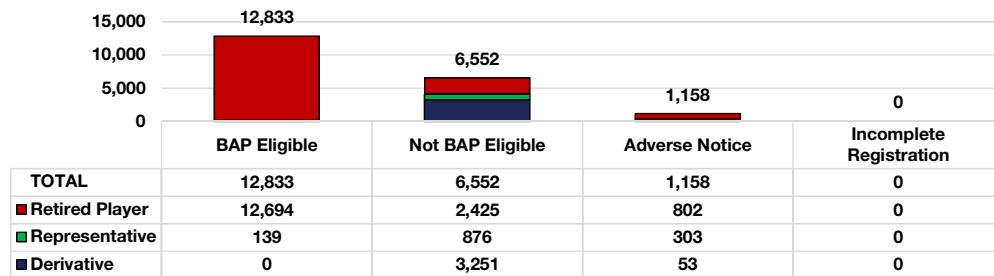 15,000
10,000
5,000
0
12,833
6,552
1,158
0
BAP Eligible Not BAP Eligible Adverse Notice Incomplete Registration
TOTAL 12,833 6,552 1,158 0
Retired Player 12,694 2,425 802 0
Representative 139 876 303 0
Derivative 0 3,251 53 0